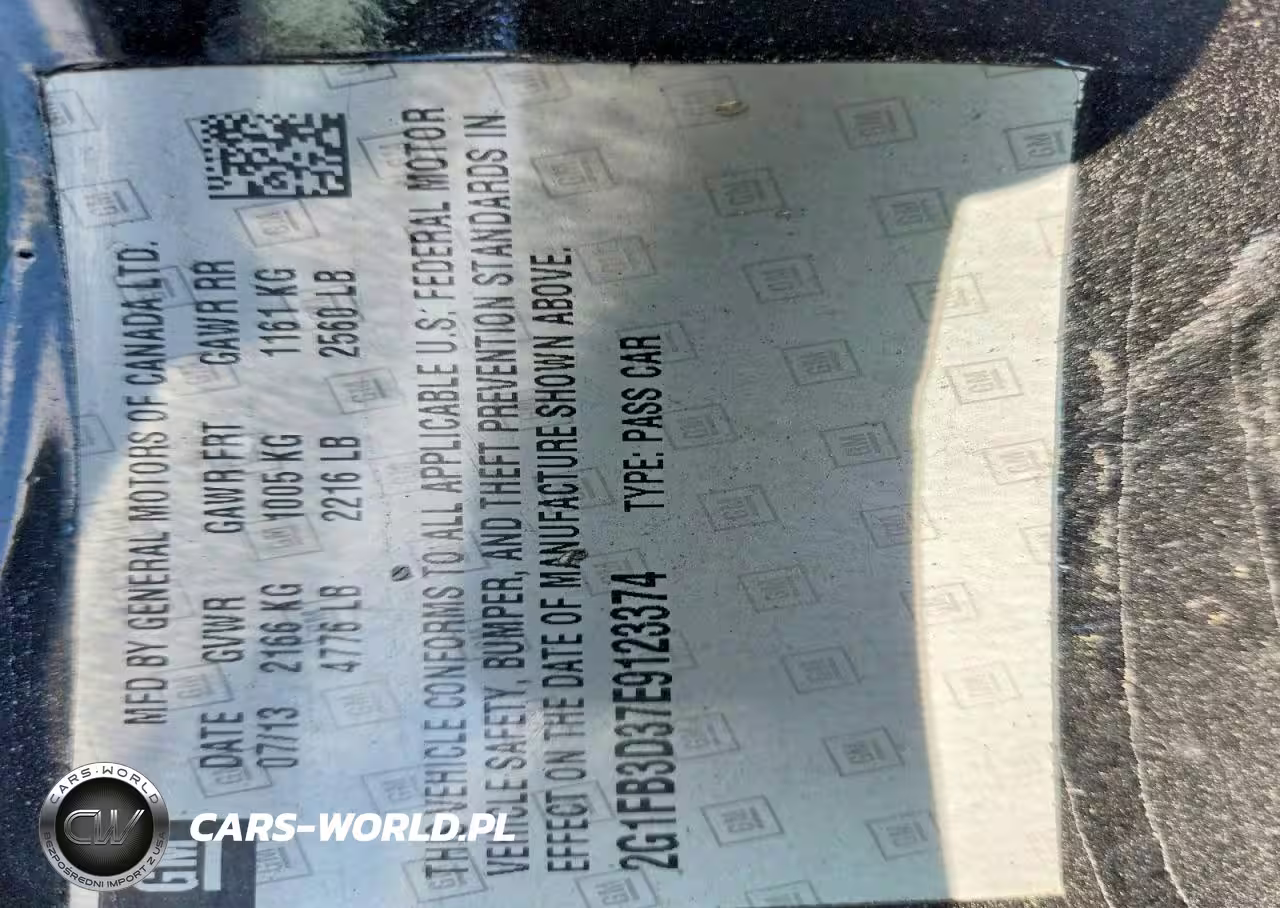 GM
MFD BY GENERAL MOTORS OF CANADA LTD.
DATE GVWR GAWR FRT GAWR RR
07/13 2166 KG 1005 KG 1161 KG
4776 LB 2216 LB 2560 LB
THIS VEHICLE CONFORMS TO ALL APPLICABLE U.S. FEDERAL MOTOR
VEHICLE SAFETY, BUMPER, AND THEFT PREVENTION STANDARDS IN
EFFECT ON THE DATE OF MANUFACTURE SHOWN ABOVE.
2G1FB3D37E9123374 TYPE: PASS CAR
CARS-WORLD
CW
BEZPOŚREDNI IMPORT Z USA
CARS-WORLD.PL